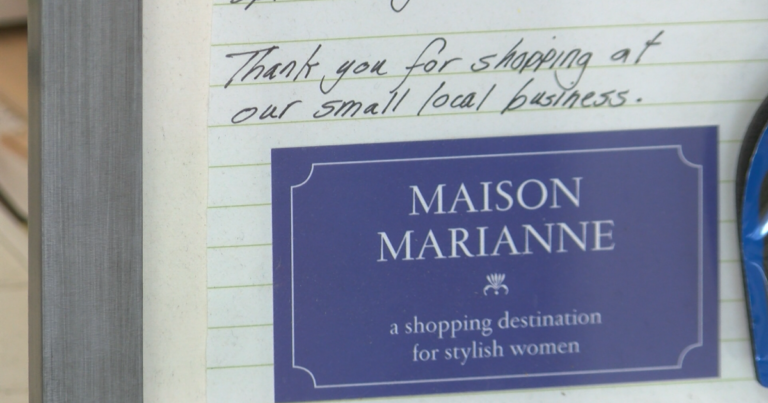 Thank you for shopping at
our small local business.
MAISON
MARIANNE
a shopping destination
for stylish women